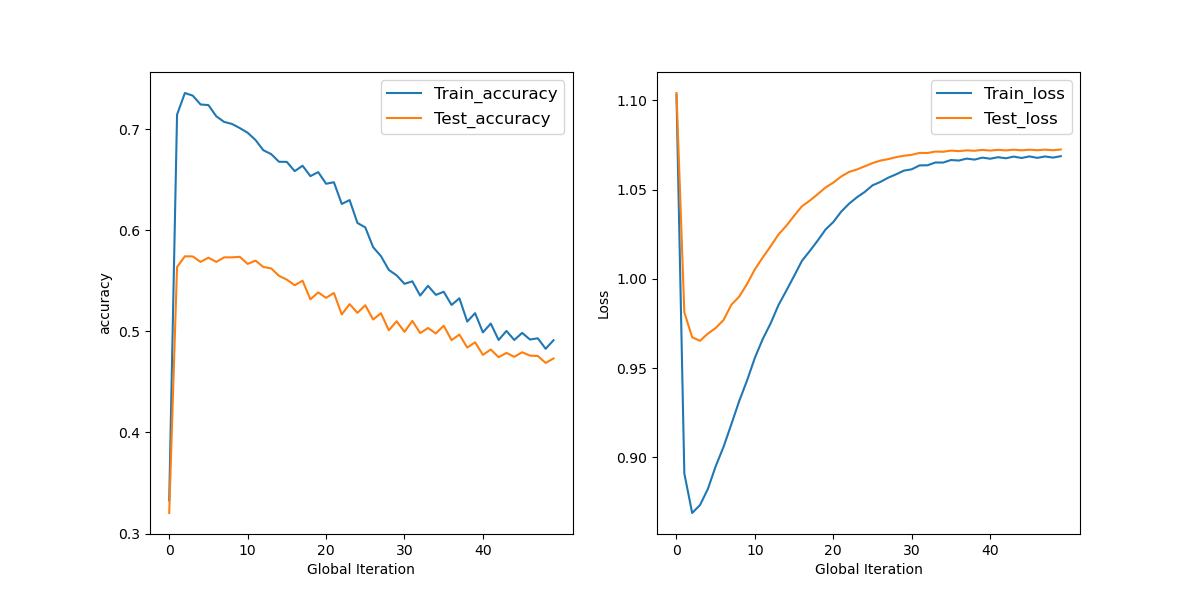 Train_accuracy
Test_accuracy
0.7
0.6
0.5
0.4
0.3
accuracy
0 10 20 30 40
Global Iteration
Train_loss
Test_loss
1.10
1.05
1.00
0.95
0.90
Loss
0 10 20 30 40
Global Iteration